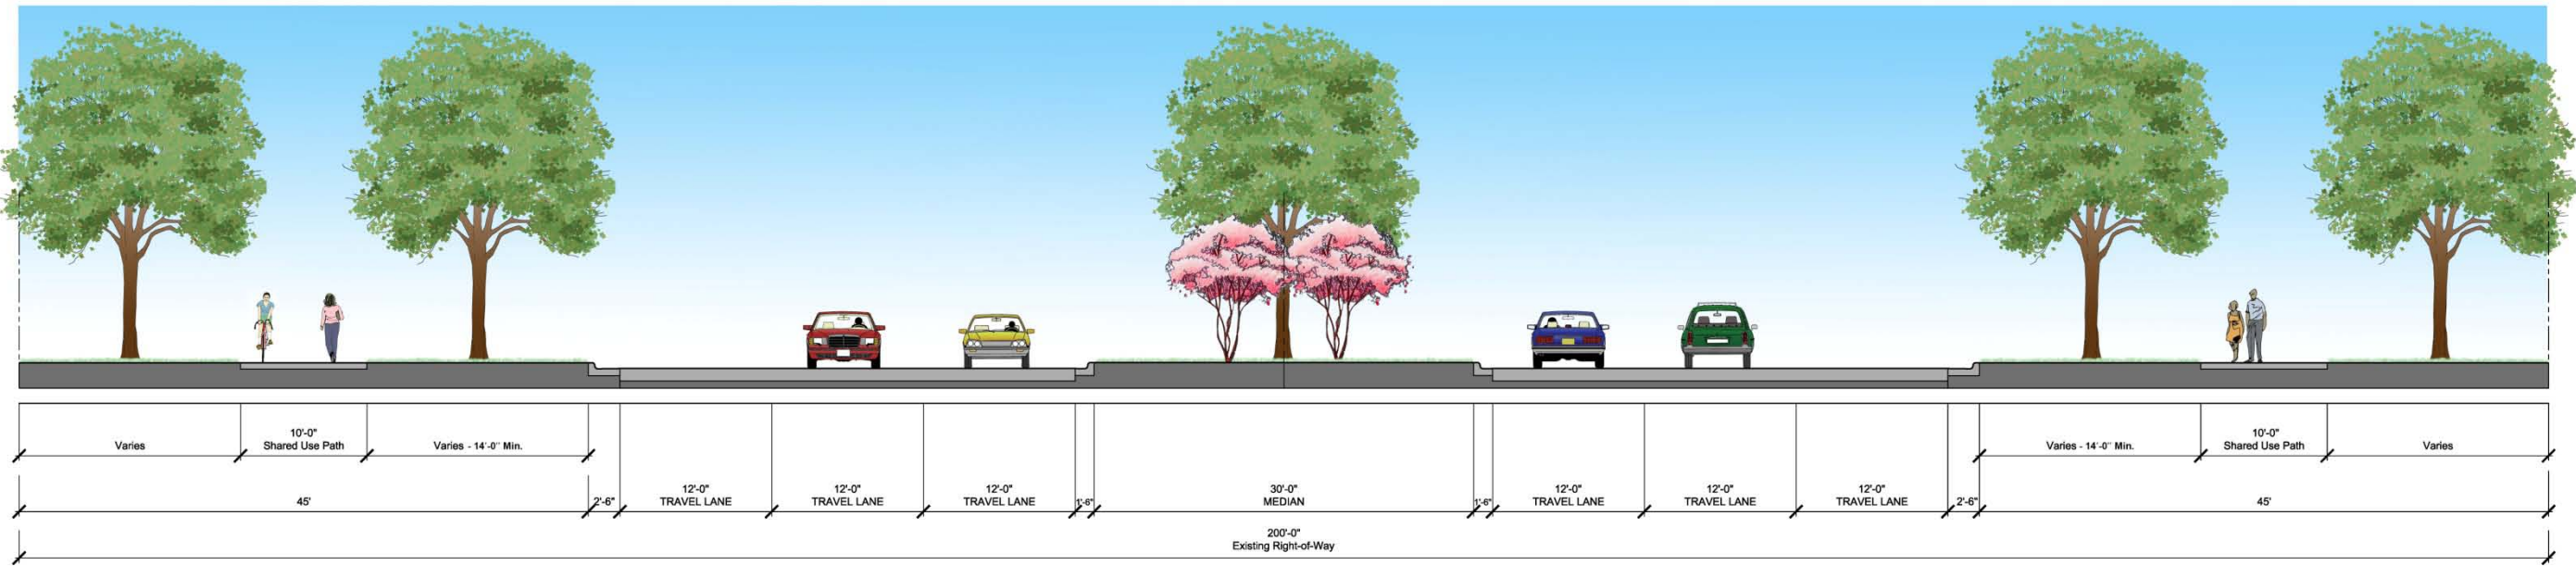 Varies
10'-0"
Shared Use Path
Varies - 14'-0" Min.
Varies - 14'-0" Min.
10'-0"
Shared Use Path
Varies
45'
2'-6"
12'-0"
TRAVEL LANE
12'-0"
TRAVEL LANE
12'-0"
TRAVEL LANE
1'-6"
30'-0"
MEDIAN
1'-6"
12'-0"
TRAVEL LANE
12'-0"
TRAVEL LANE
12'-0"
TRAVEL LANE
2'-6"
45'
200'-0"
Existing Right-of-Way